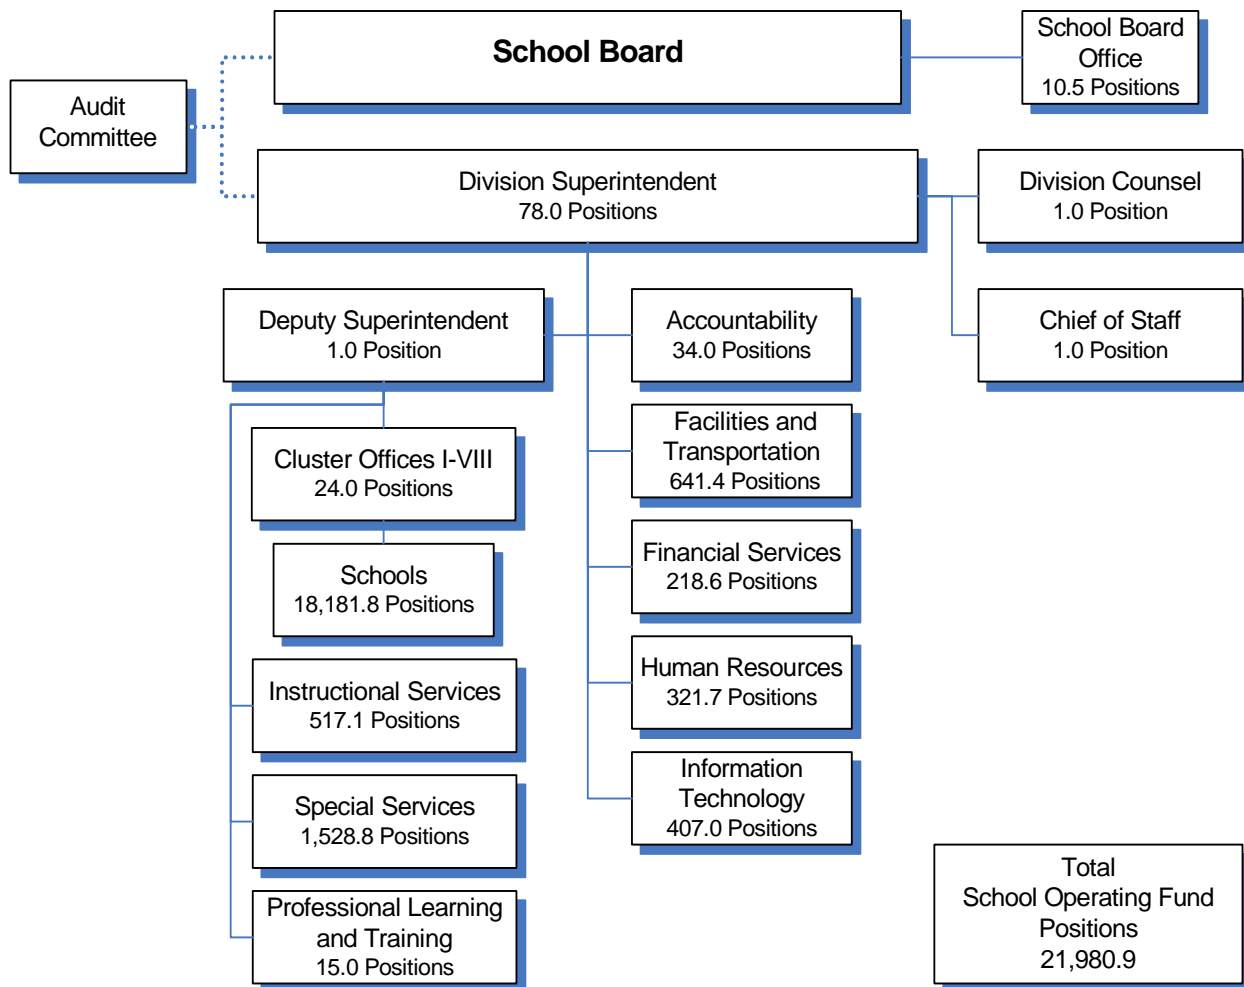 School Board
School Board
Office
10.5 Positions
Audit
Committee
Division Superintendent
78.0 Positions
Division Counsel
1.0 Position
Deputy Superintendent
1.0 Position
Accountability
34.0 Positions
Chief of Staff
1.0 Position
Cluster Offices I-VIII
24.0 Positions
Facilities and
Transportation
641.4 Positions
Schools
18,181.8 Positions
Financial Services
218.6 Positions
Instructional Services
517.1 Positions
Human Resources
321.7 Positions
Special Services
1,528.8 Positions
Information
Technology
407.0 Positions
Professional Learning
and Training
15.0 Positions
Total
School Operating Fund
Positions
21,980.9